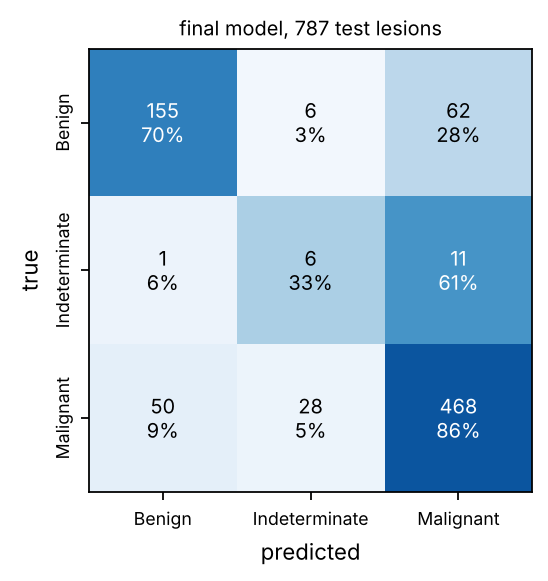 final model, 787 test lesions
true
Benign
155
70%
6
3%
62
28%
Indeterminate
1
6%
6
33%
11
61%
Malignant
50
9%
28
5%
468
86%
Benign
Indeterminate
Malignant
predicted